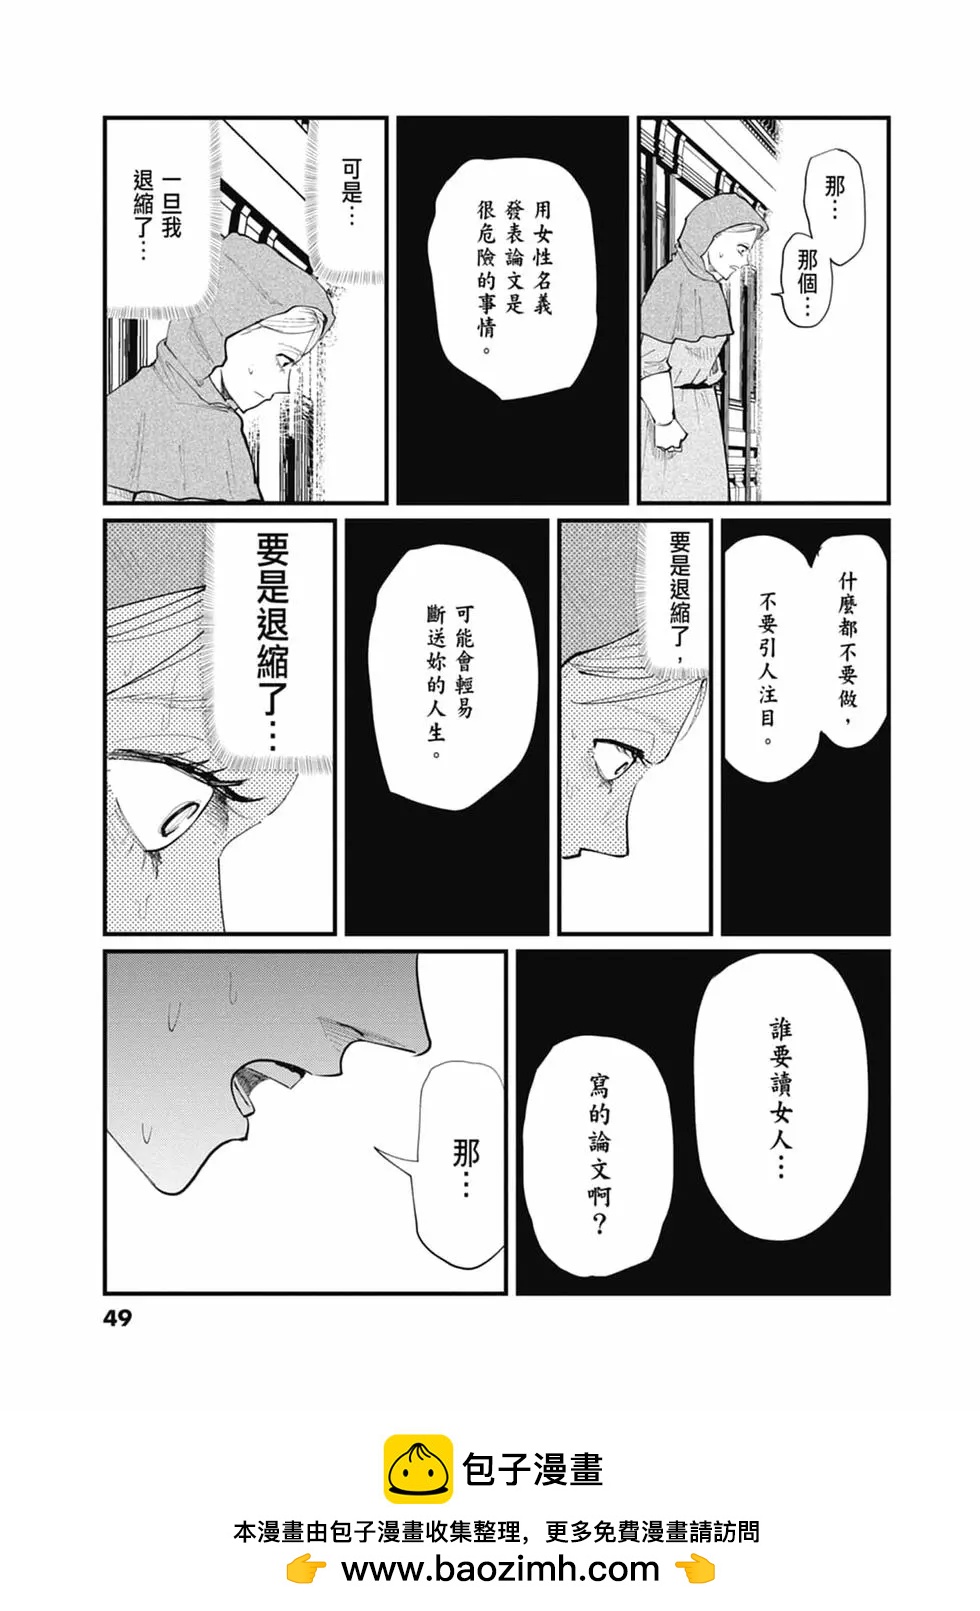 那…
那個…
用女性名義
發表論文是
很危險的事情。
可是…
一旦我
退縮了…
什麼都不要做，
不要引人注目。
要是退縮了，
可能會輕易
斷送妳的人生。
要是退縮了…
誰要讀女人…
寫的論文啊？
那…
49
包子漫畫
本漫畫由包子漫畫收集整理，更多免費漫畫請訪問
👉 www.baozimh.com 👈